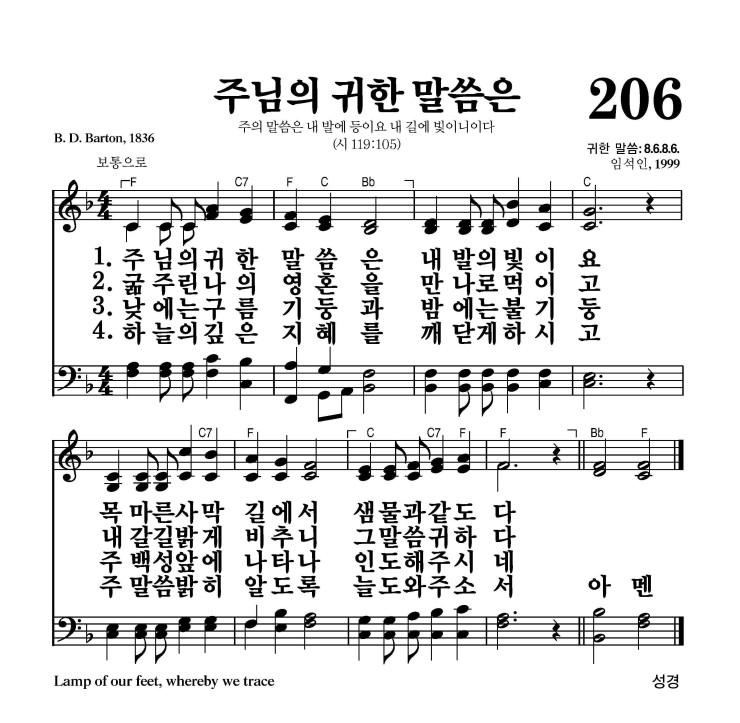 주님의 귀한 말씀은
206
주의 말씀은 내 발에 등이요 내 길에 빛이니이다
(시 119:105)
B. D. Barton, 1836
귀한 말씀: 8.6.8.6.
보통으로
임석인, 1999
F C7 F C Bb C
1. 주 님의귀 한 말 씀 은 내 발의빛 이 요
2. 굶주린나 의 영혼 을 만 나로먹 이 고
3. 낮에는구 름 기 둥 과 밤 에는불 기 둥
4. 하 늘의깊 은 지 혜 를 깨 닫게하 시 고
C7 F C C7 F F Bb F
목 마른사 막 길에서 샘물과같 도 다
내 갈길밝 게 비추니 그말씀귀 하 다
주 백성앞 에 나타나 인도해주 시 네
주 말씀밝 히 알도록 늘도와주소 서 아 멘
Lamp of our feet, whereby we trace
성경